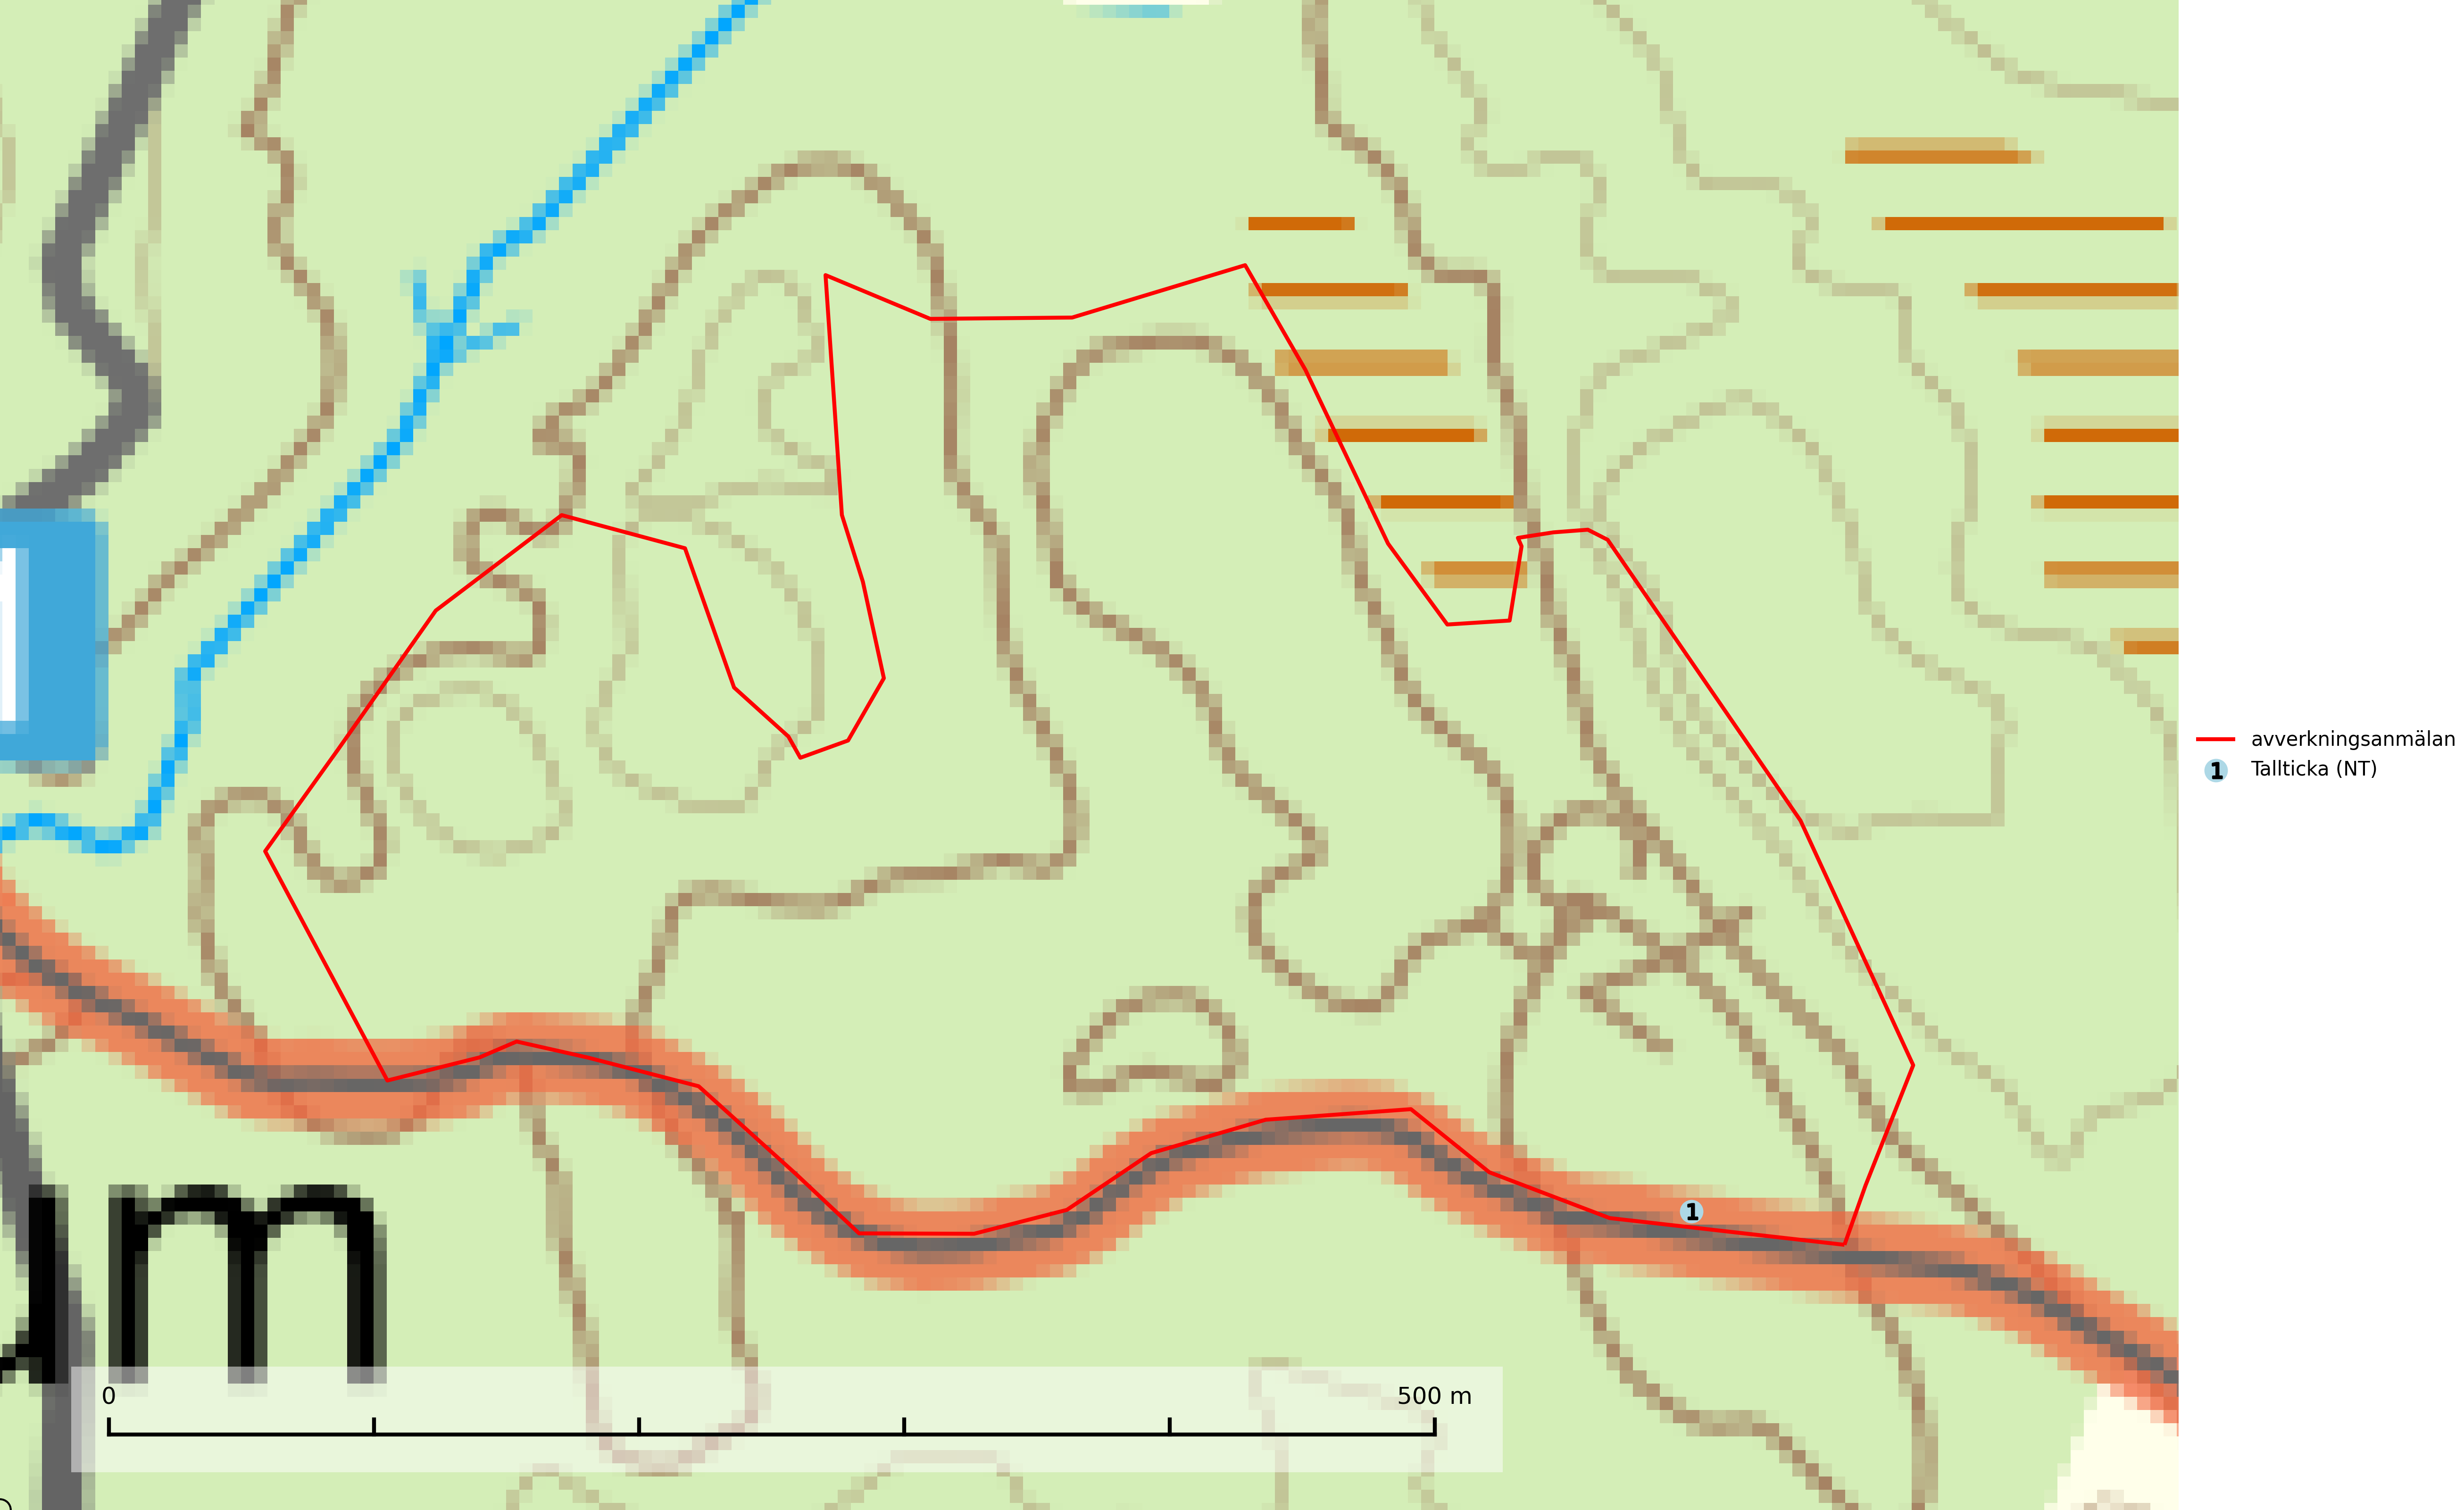 avverkningsanmälan
1 Tallticka (NT)
1
m
0 500 m